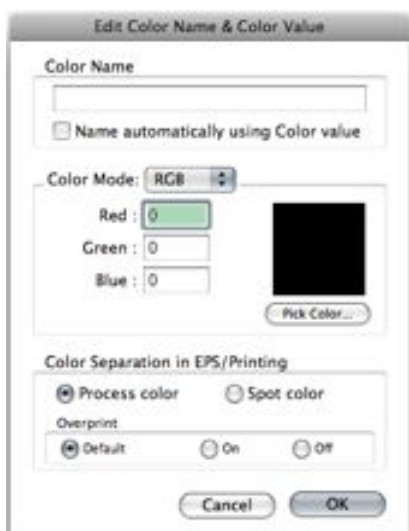 Edit Color Name & Color Value
Color Name
Name automatically using Color value
Color Mode: RGB
Red : 0
Green : 0
Blue : 0
Pick Color...
Color Separation in EPS/Printing
Process color Spot color
Overprint
Default On Off
Cancel OK